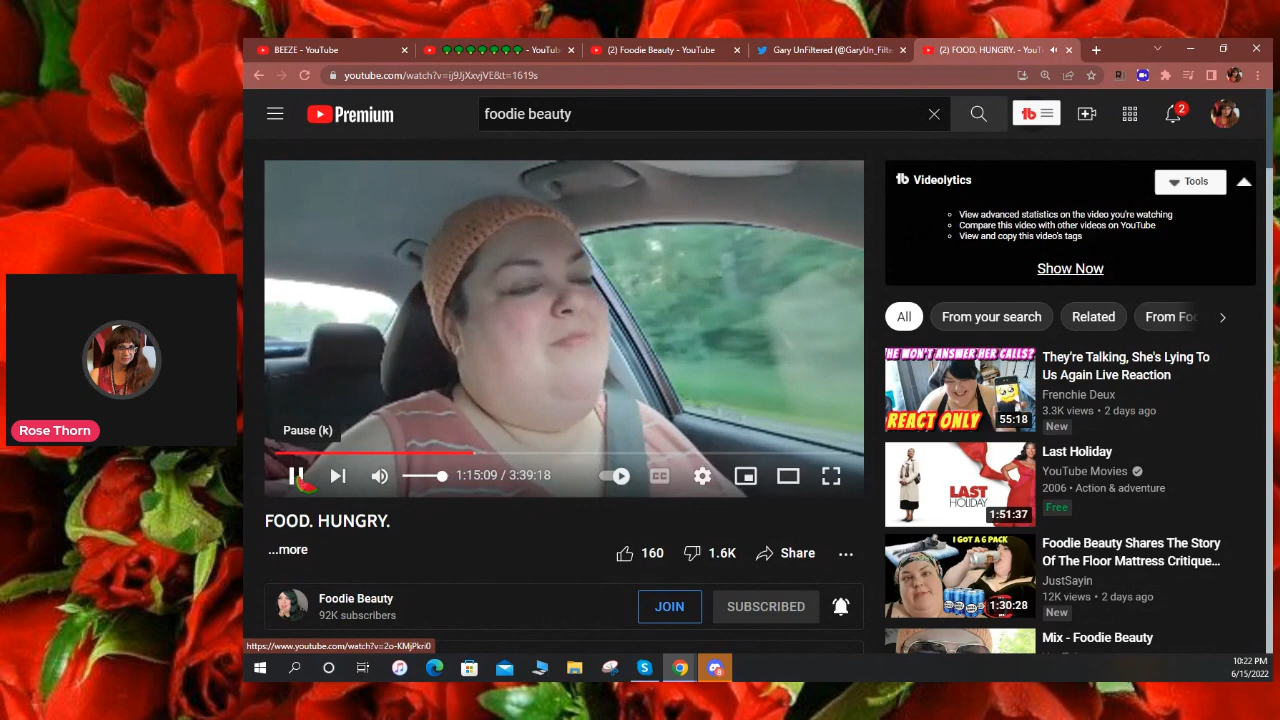 BEEZE - YouTube
- YouTub
(2) Foodie Beauty - YouTube
Gary UnFiltered (@GaryUn_Filte
(2) FOOD. HUNGRY. - YouT
youtube.com/watch?v=ij9JjXxvjVE&t=1619s
Premium
foodie beauty
tb
2
tb Videolytics
Tools
View advanced statistics on the video you're watching
Compare this video with other videos on YouTube
View and copy this video's tags
Show Now
All
From your search
Related
From Fo
HE WON'T ANSWER HER CALLS?
REACT ONLY
55:18
They're Talking, She's Lying To
Us Again Live Reaction
Frenchie Deux
3.3K views • 2 days ago
New
Rose Thorn
Pause (k)
1:15:09 / 3:39:18
CC
LAST
HOLIDAY
1:51:37
Last Holiday
YouTube Movies
2006 • Action & adventure
Free
FOOD. HUNGRY.
...more
160
1.6K
Share
I GOT A 6 PACK
1:30:28
Foodie Beauty Shares The Story
Of The Floor Mattress Critique...
JustSayin
12K views • 2 days ago
New
Foodie Beauty
92K subscribers
JOIN
SUBSCRIBED
Mix - Foodie Beauty
https://www.youtube.com/watch?v=2o-KMjPkri0
10:22 PM
6/15/2022